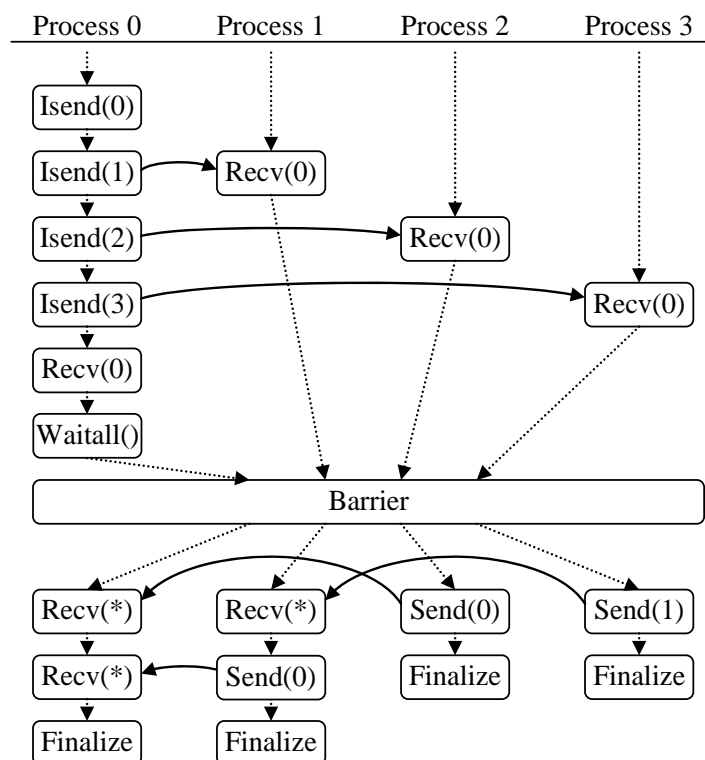 Process 0 Process 1 Process 2 Process 3
Isend(0)
Isend(1) Recv(0)
Isend(2) Recv(0)
Isend(3) Recv(0)
Recv(0)
Waitall()
Barrier
Recv(*) Recv(*) Send(0) Send(1)
Recv(*) Send(0) Finalize Finalize
Finalize Finalize